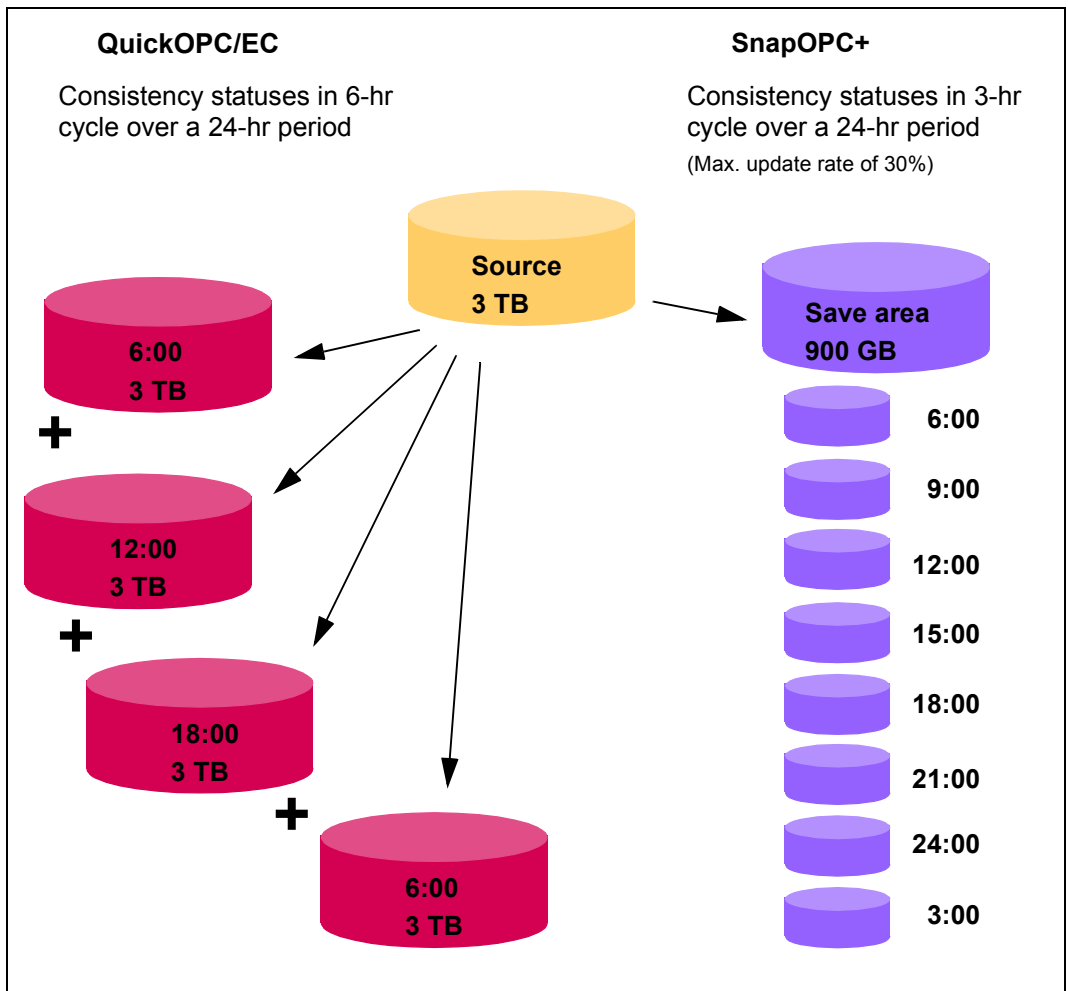 QuickOPC/EC
Consistency statuses in 6-hr
cycle over a 24-hr period
SnapOPC+
Consistency statuses in 3-hr
cycle over a 24-hr period
(Max. update rate of 30%)
Source
3 TB
6:00
3 TB
+
12:00
3 TB
+
18:00
3 TB
+
6:00
3 TB
Save area
900 GB
6:00
9:00
12:00
15:00
18:00
21:00
24:00
3:00